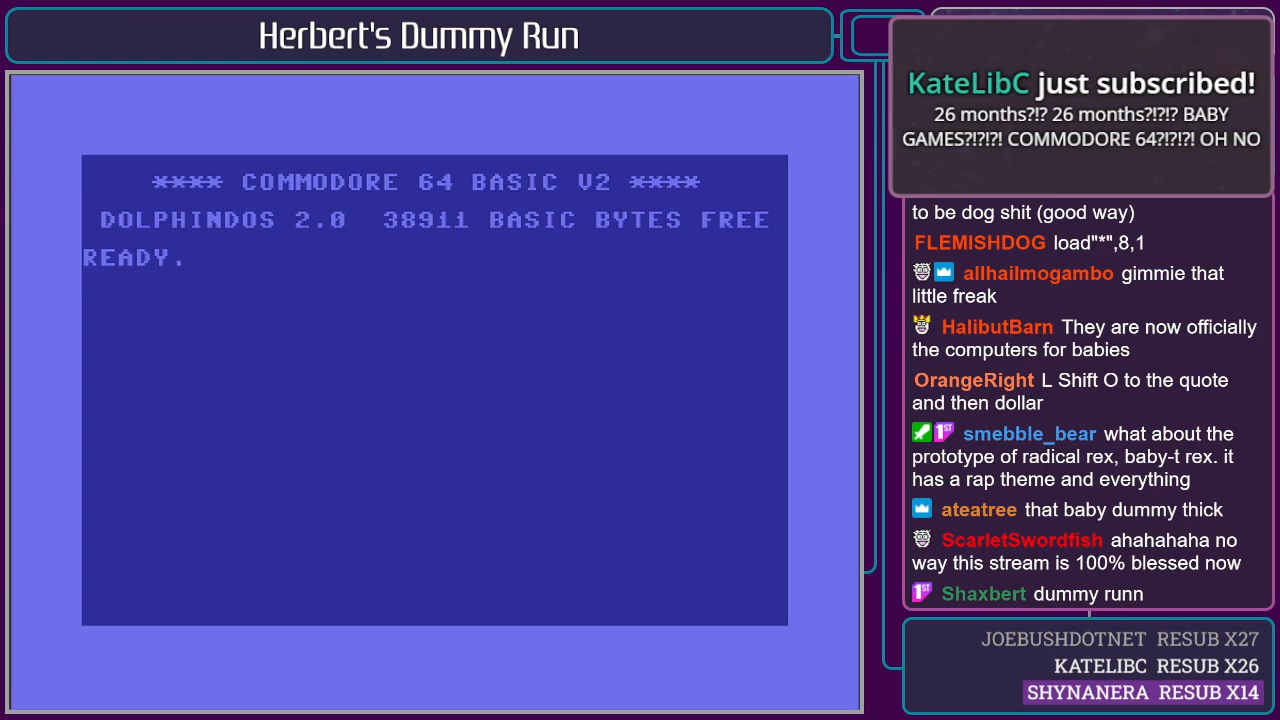 Herbert's Dummy Run
**** COMMODORE 64 BASIC V2 ****
DOLPHINDOS 2.0 38911 BASIC BYTES FREE
READY.
KateLibC just subscribed!
26 months?!? 26 months?!?!? BABY
GAMES?!?!?! COMMODORE 64?!?!?! OH NO
to be dog shit (good way)
FLEMISHDOG load"*",8,1
allhailmogambo gimmie that
little freak
HalibutBarn They are now officially
the computers for babies
OrangeRight L Shift O to the quote
and then dollar
1ST smebble_bear what about the
prototype of radical rex, baby-t rex. it
has a rap theme and everything
ateatree that baby dummy thick
ScarletSwordfish ahahahaha no
way this stream is 100% blessed now
1ST Shaxbert dummy runn
JOEBUSHDOTNET RESUB X27
KATELIBC RESUB X26
SHYNANERA RESUB X14